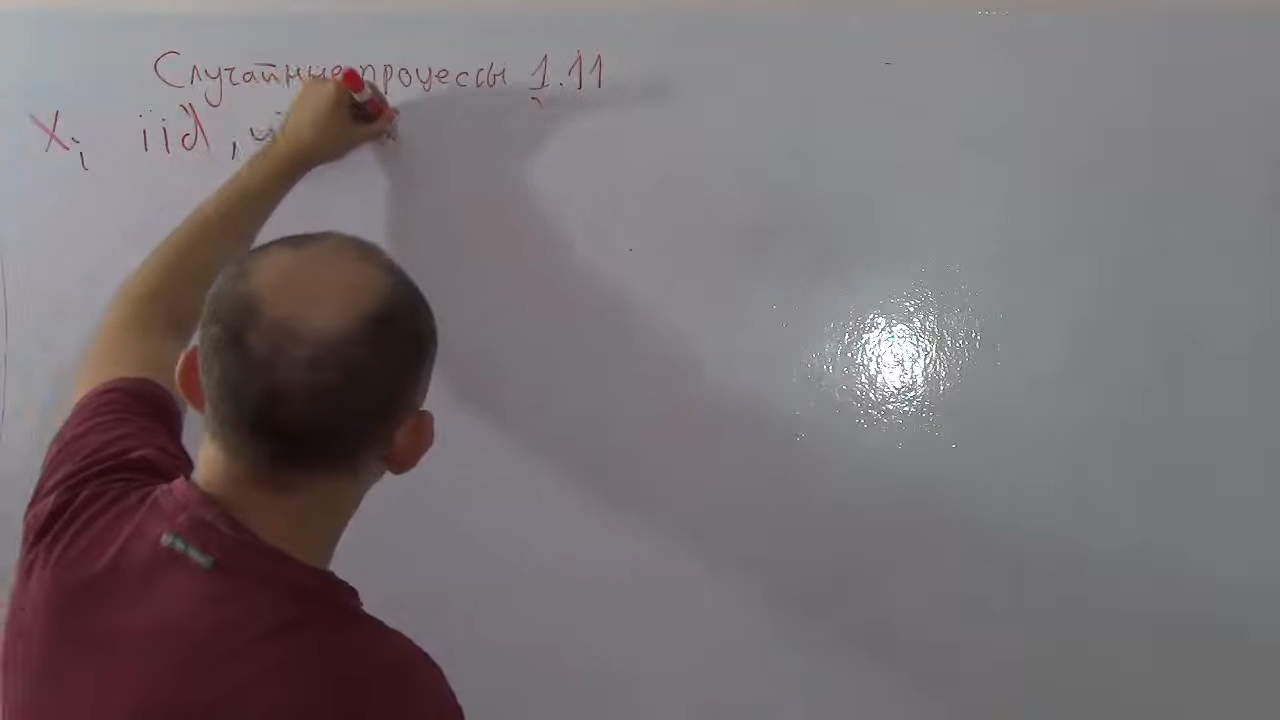 Случайные процессы 1.11
Xi iid ,